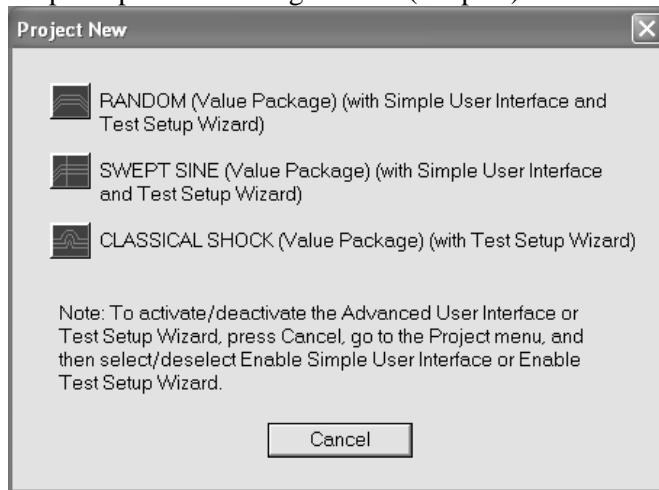 Project New
RANDOM (Value Package) (with Simple User Interface and
Test Setup Wizard)
SWEPT SINE (Value Package) (with Simple User Interface
and Test Setup Wizard)
CLASSICAL SHOCK (Value Package) (with Test Setup Wizard)
Note: To activate/deactivate the Advanced User Interface or
Test Setup Wizard, press Cancel, go to the Project menu, and
then select/deselect Enable Simple User Interface or Enable
Test Setup Wizard.
Cancel